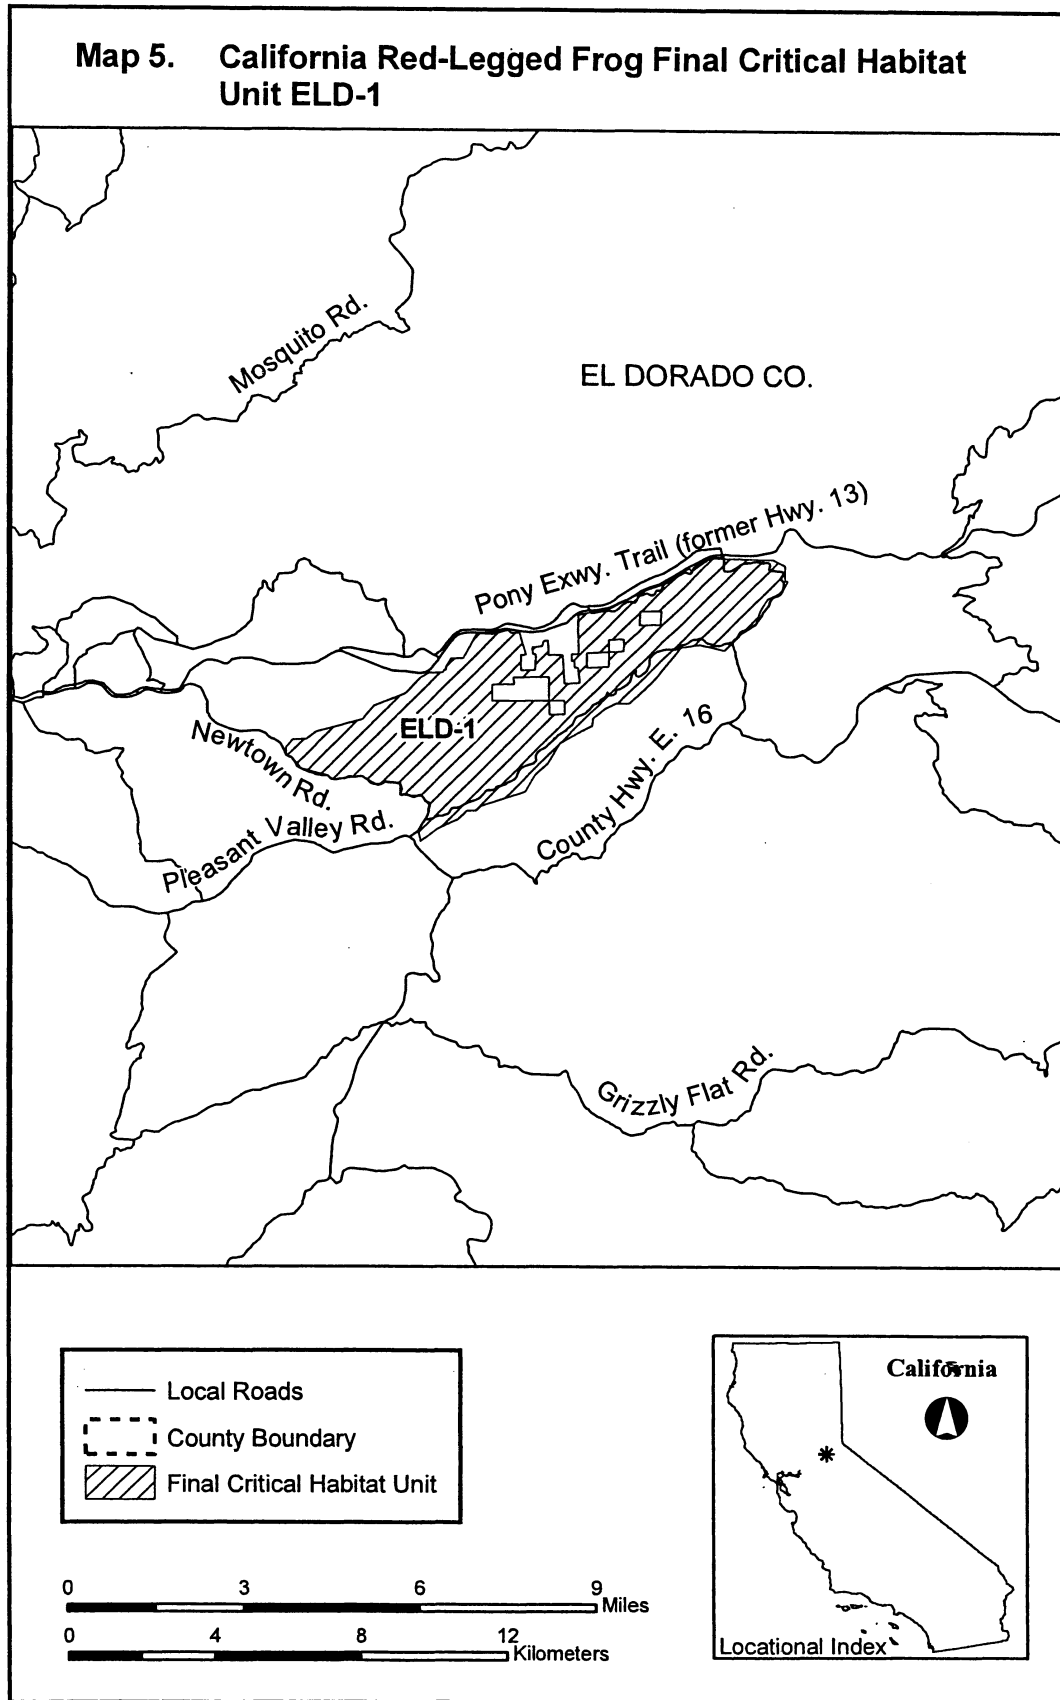 Map 5. California Red-Legged Frog Final Critical Habitat
Unit ELD-1
Mosquito Rd.
EL DORADO CO.
Pony Exwy. Trail (former Hwy. 13)
ELD-1
Newtown Rd.
County Hwy. E. 16
Pleasant Valley Rd.
Grizzly Flat Rd.
Local Roads
County Boundary
Final Critical Habitat Unit
California
Locational Index
0 3 6 9
Miles
0 4 8 12
Kilometers